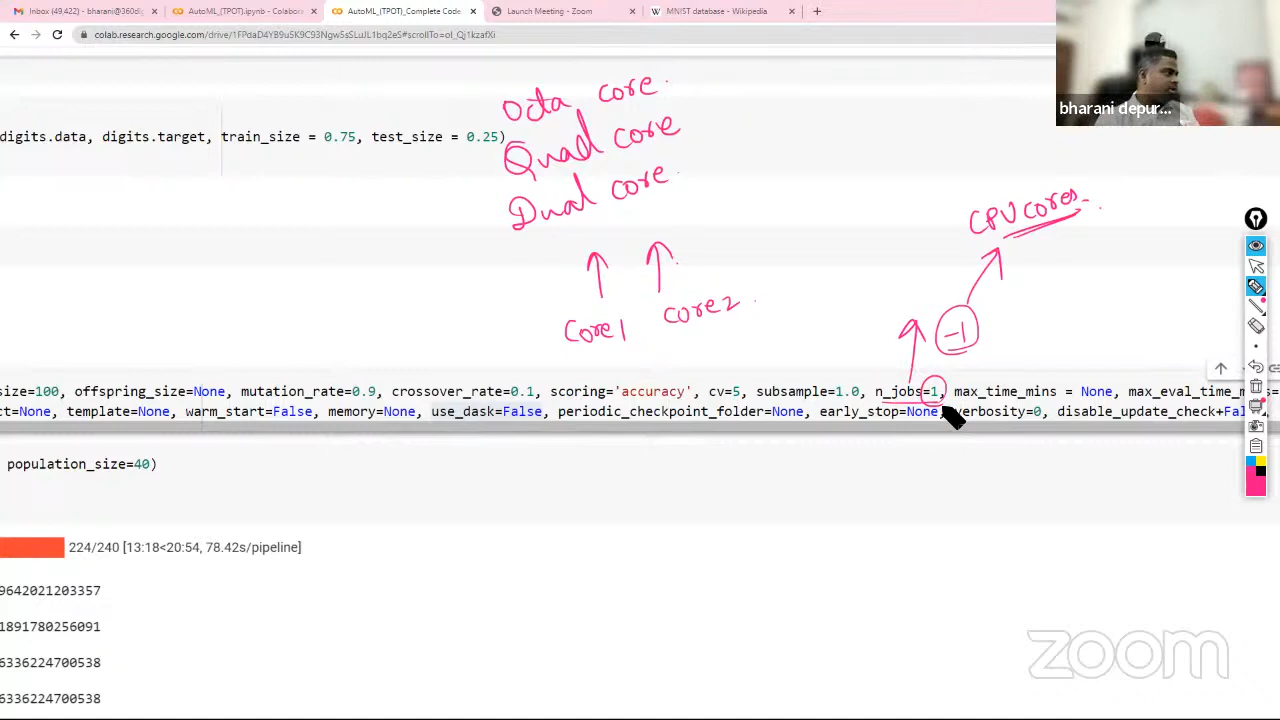 Inbox (49,422) - bharani@360dig
AutoML_(TPOT).ipynb - Colabora
AutoML_(TPOT)_Complete Code
Launch Meeting - Zoom
MNIST database - Wikipedia
colab.research.google.com/drive/
bharani depur...
Octa core
digits.data, digits.target, train_size = 0.75, test_size = 0.25)
Quad core
Dual core
CPU cores
core1 core2
-1
size=100, offspring_size=None, mutation_rate=0.9, crossover_rate=0.1, scoring='accuracy', cv=5, subsample=1.0, n_jobs=1, max_time_mins = None, max_eval_time_mins=
ct=None, template=None, warm_start=False, memory=None, use_dask=False, periodic_checkpoint_folder=None, early_stop=None, verbosity=0, disable_update_check+Fal
population_size=40)
224/240 [13:18<20:54, 78.42s/pipeline]
9642021203357
1891780256091
6336224700538
6336224700538
zoom